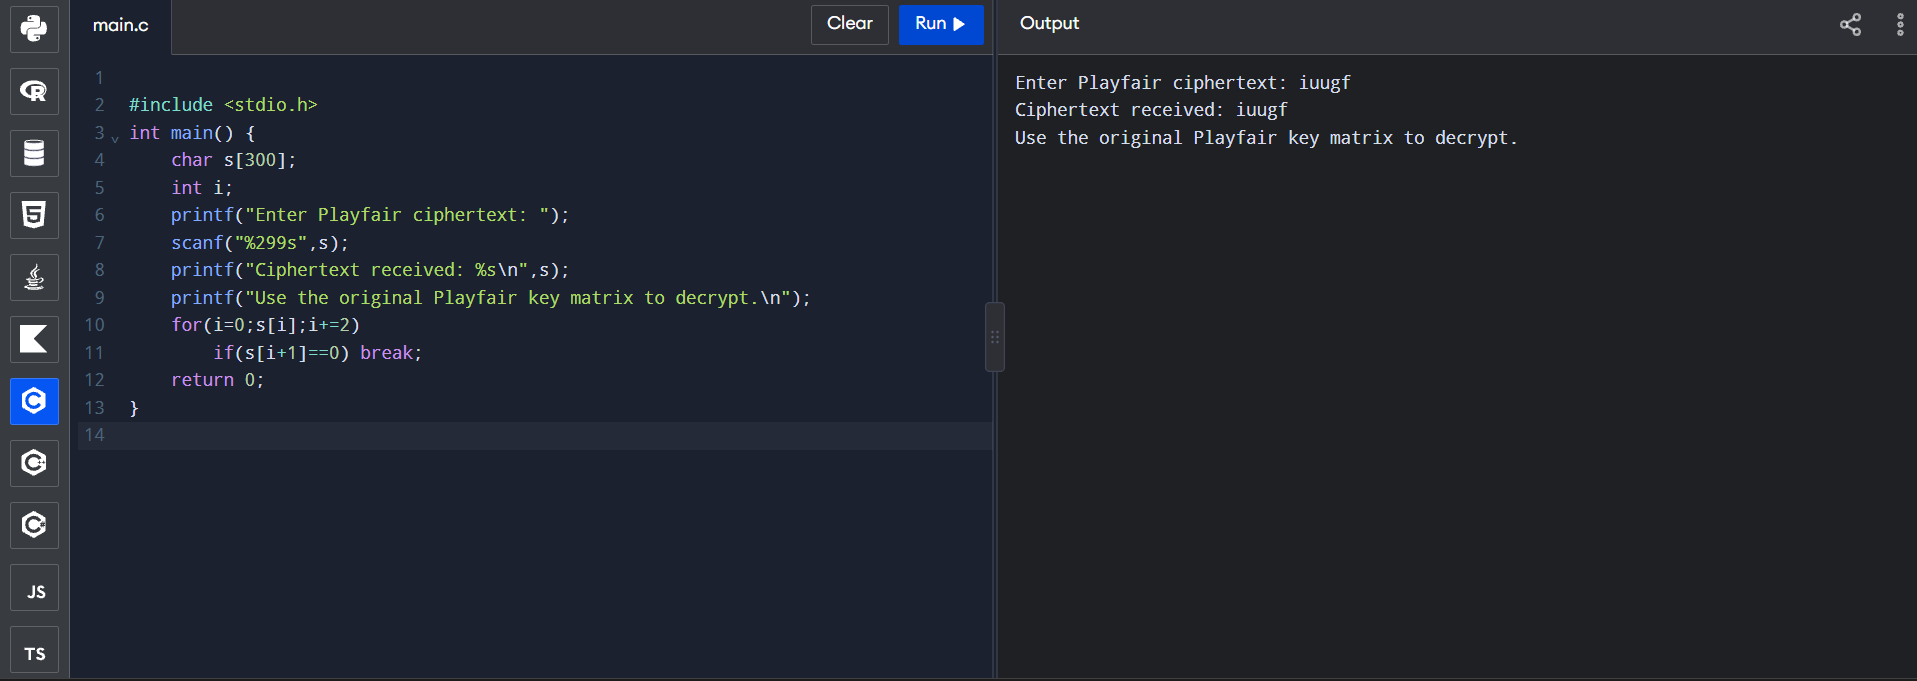 main.c
Clear
Run
Output
1
2 #include <stdio.h>
3 int main() {
4     char s[300];
5     int i;
6     printf("Enter Playfair ciphertext: ");
7     scanf("%299s",s);
8     printf("Ciphertext received: %s\n",s);
9     printf("Use the original Playfair key matrix to decrypt.\n");
10     for(i=0;s[i];i+=2)
11         if(s[i+1]==0) break;
12     return 0;
13 }
14
Enter Playfair ciphertext: iuugf
Ciphertext received: iuugf
Use the original Playfair key matrix to decrypt.
R
5
C
C++
C#
JS
TS